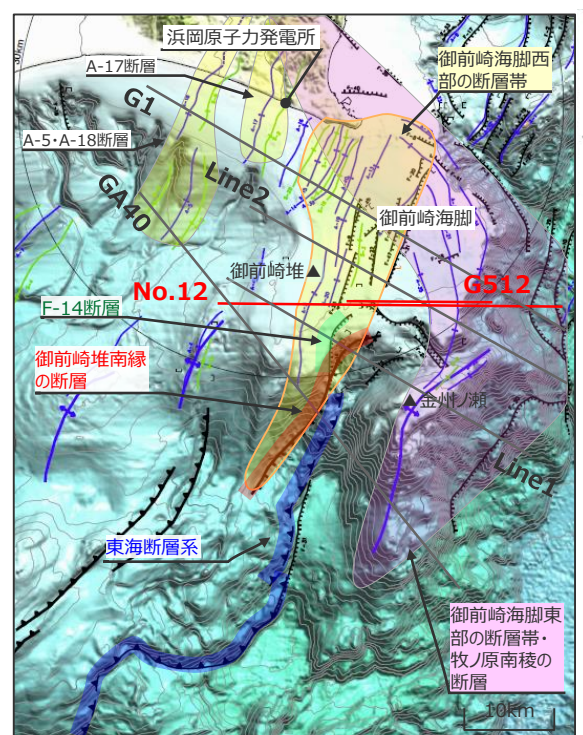 浜岡原子力発電所
A-17断層
御前崎海脚西
部の断層帯
G1
A-5・A-18断層
Line2
GA40
御前崎海脚
御前崎堆
No.12
G512
F-14断層
御前崎堆南縁
の断層
金州ノ瀬
Line1
東海断層系
御前崎海脚東
部の断層帯・
牧ノ原南稜の
断層
10km